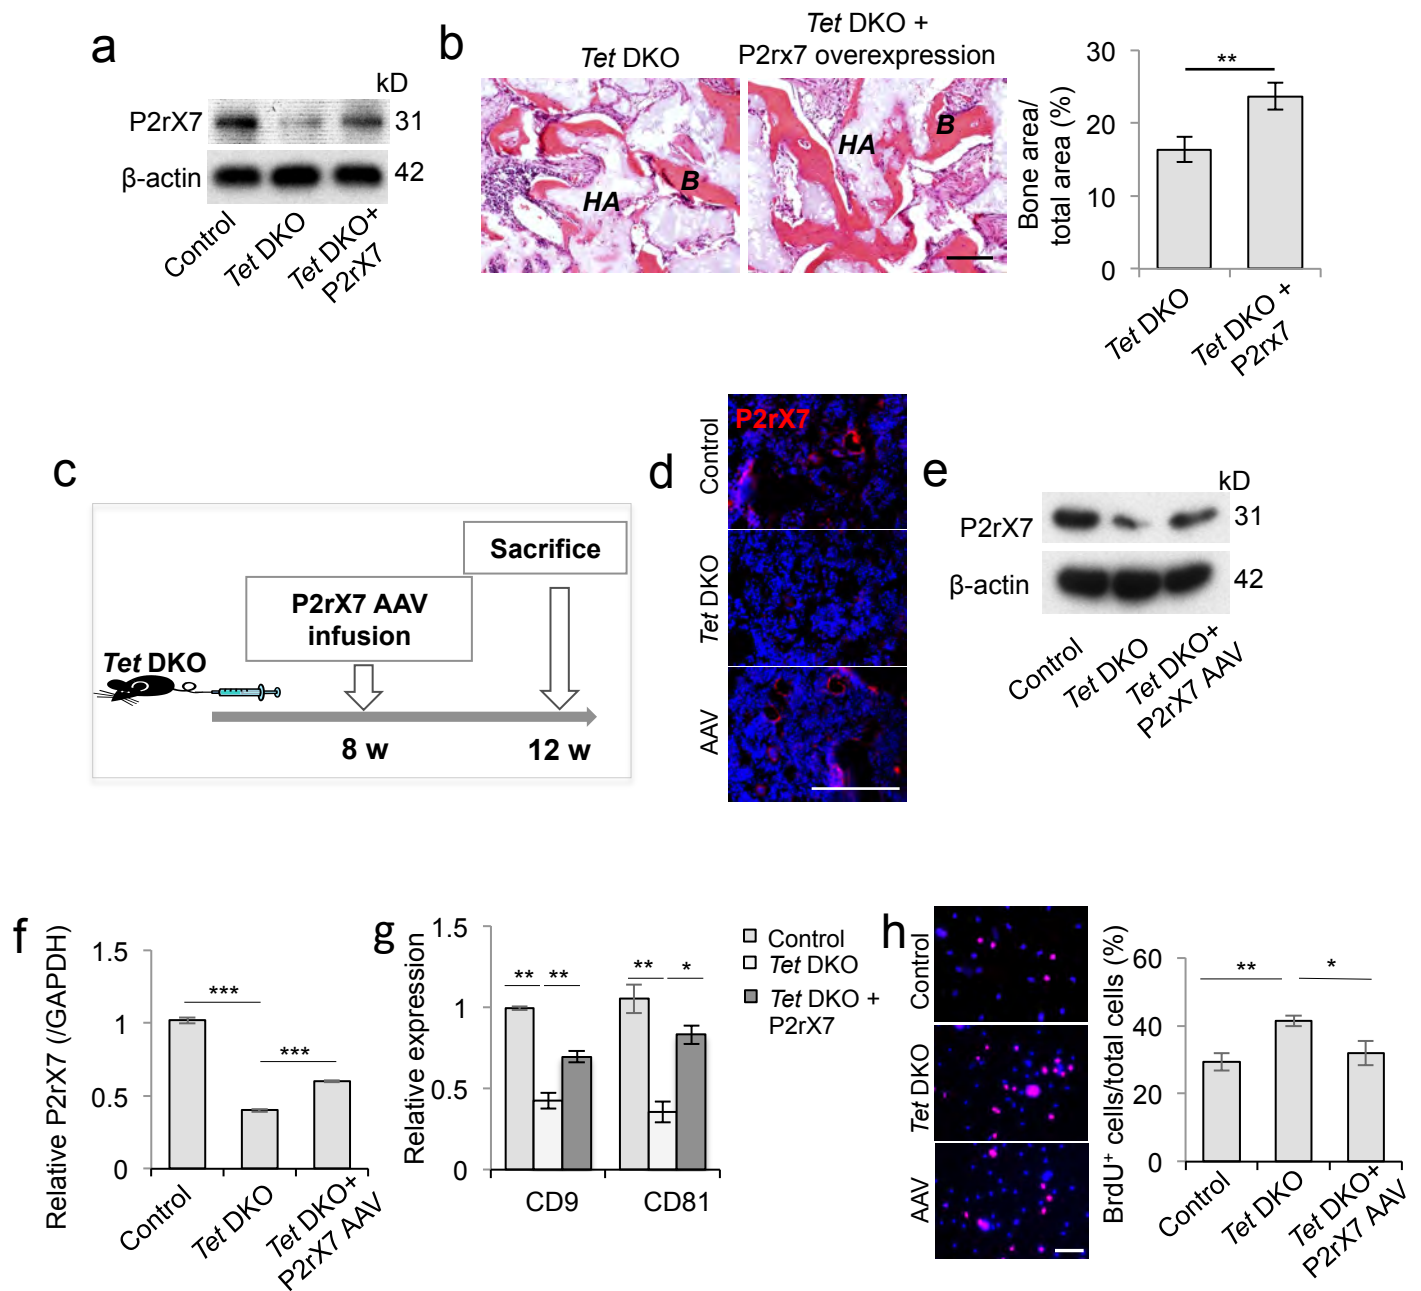 a
kD
P2rX7
31
β-actin
42
Control
Tet DKO
Tet DKO+
P2rX7
b
Tet DKO
Tet DKO +
P2rx7 overexpression
HA
B
HA
B
30
20
10
0
Bone area/
total area (%)
**
Tet DKO
Tet DKO +
P2rx7
c
Sacrifice
P2rX7 AAV
infusion
Tet DKO
8 w
12 w
d
P2rX7
Control
Tet DKO
AAV
e
kD
P2rX7
31
β-actin
42
Control
Tet DKO
Tet DKO+
P2rX7 AAV
f
Relative P2rX7 (/GAPDH)
1.5
1
0.5
0
***
***
Control
Tet DKO
Tet DKO+
P2rX7 AAV
g
Relative expression
1.5
1
0.5
0
** **
** *
CD9
CD81
Control
Tet DKO
Tet DKO +
P2rX7
h
Control
Tet DKO
AAV
BrdU⁺ cells/total cells (%)
60
40
20
0
**
*
Control
Tet DKO
Tet DKO+
P2rX7 AAV